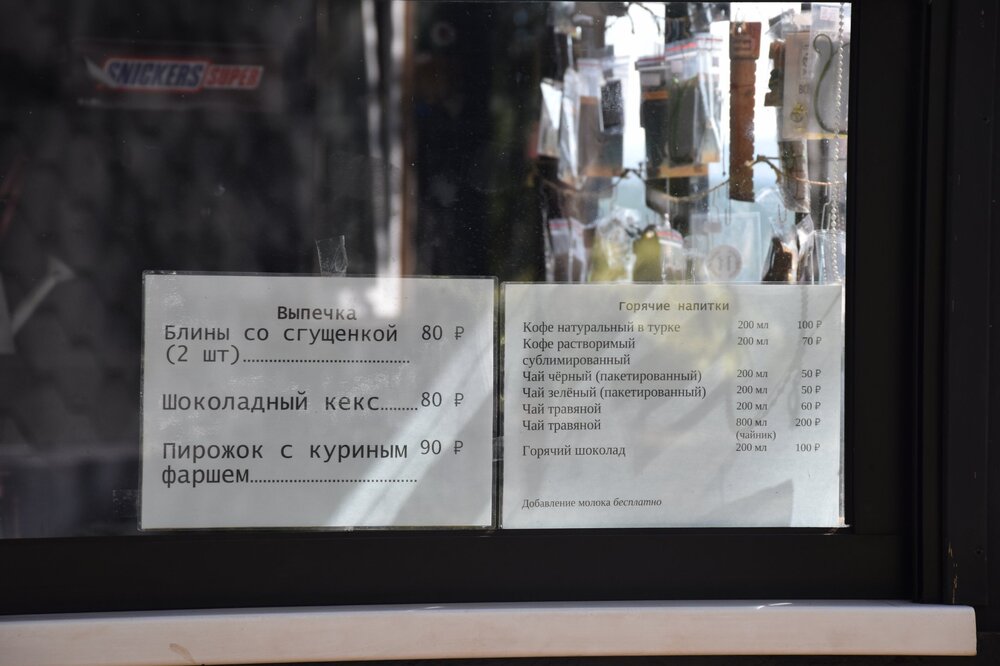 SNICKERS SUPER
Выпечка
Блины со сгущенкой 80 ₽
(2 шт)..............................
Шоколадный кекс.......80 ₽
Пирожок с куриным 90 ₽
фаршем..............................
Горячие напитки
Кофе натуральный в турке 200 мл 100 ₽
Кофе растворимый 200 мл 70 ₽
сублимированный
Чай чёрный (пакетированный) 200 мл 50 ₽
Чай зелёный (пакетированный) 200 мл 50 ₽
Чай травяной 200 мл 60 ₽
Чай травяной 800 мл 200 ₽
(чайник)
Горячий шоколад 200 мл 100 ₽
Добавление молока бесплатно